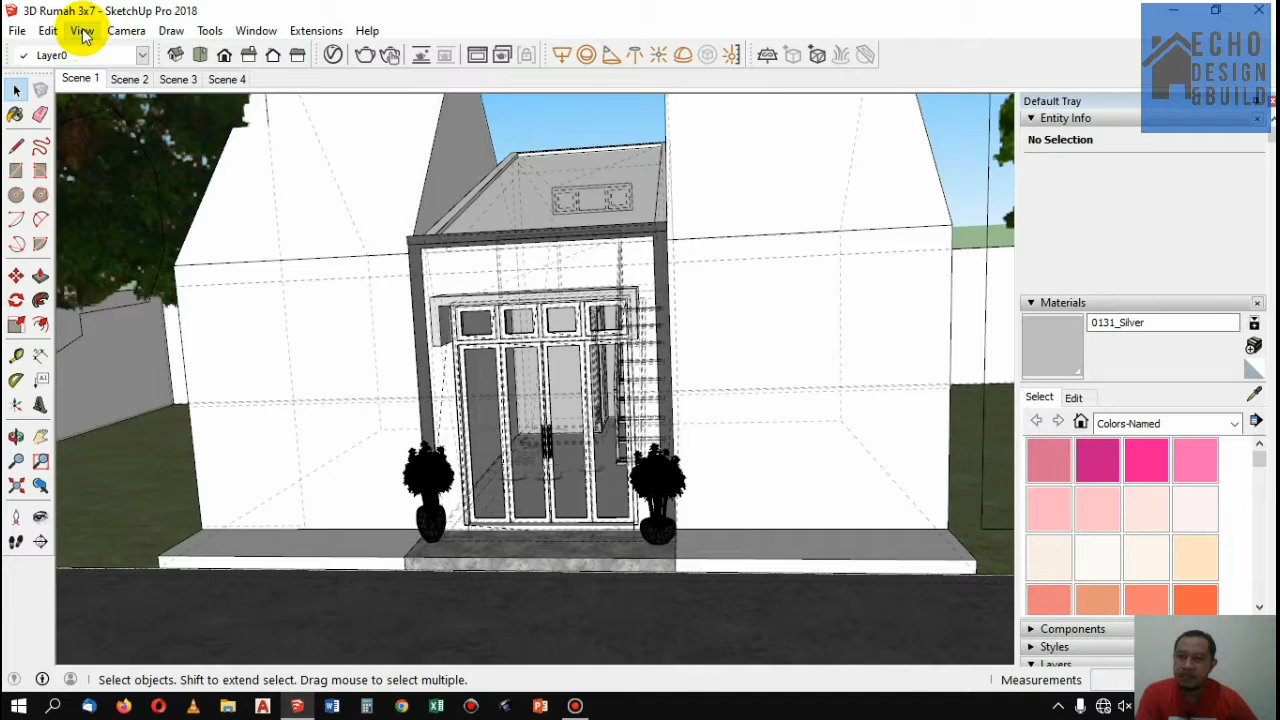 3D Rumah 3x7 - SketchUp Pro 2018
File Edit View Camera Draw Tools Window Extensions Help
Layer0
Scene 1 Scene 2 Scene 3 Scene 4
ECHO
DESIGN
&BUILD
Default Tray
Entity Info
No Selection
Materials
0131_Silver
Select Edit
Colors-Named
Components
Styles
Layers
Select objects. Shift to extend select. Drag mouse to select multiple.
Measurements